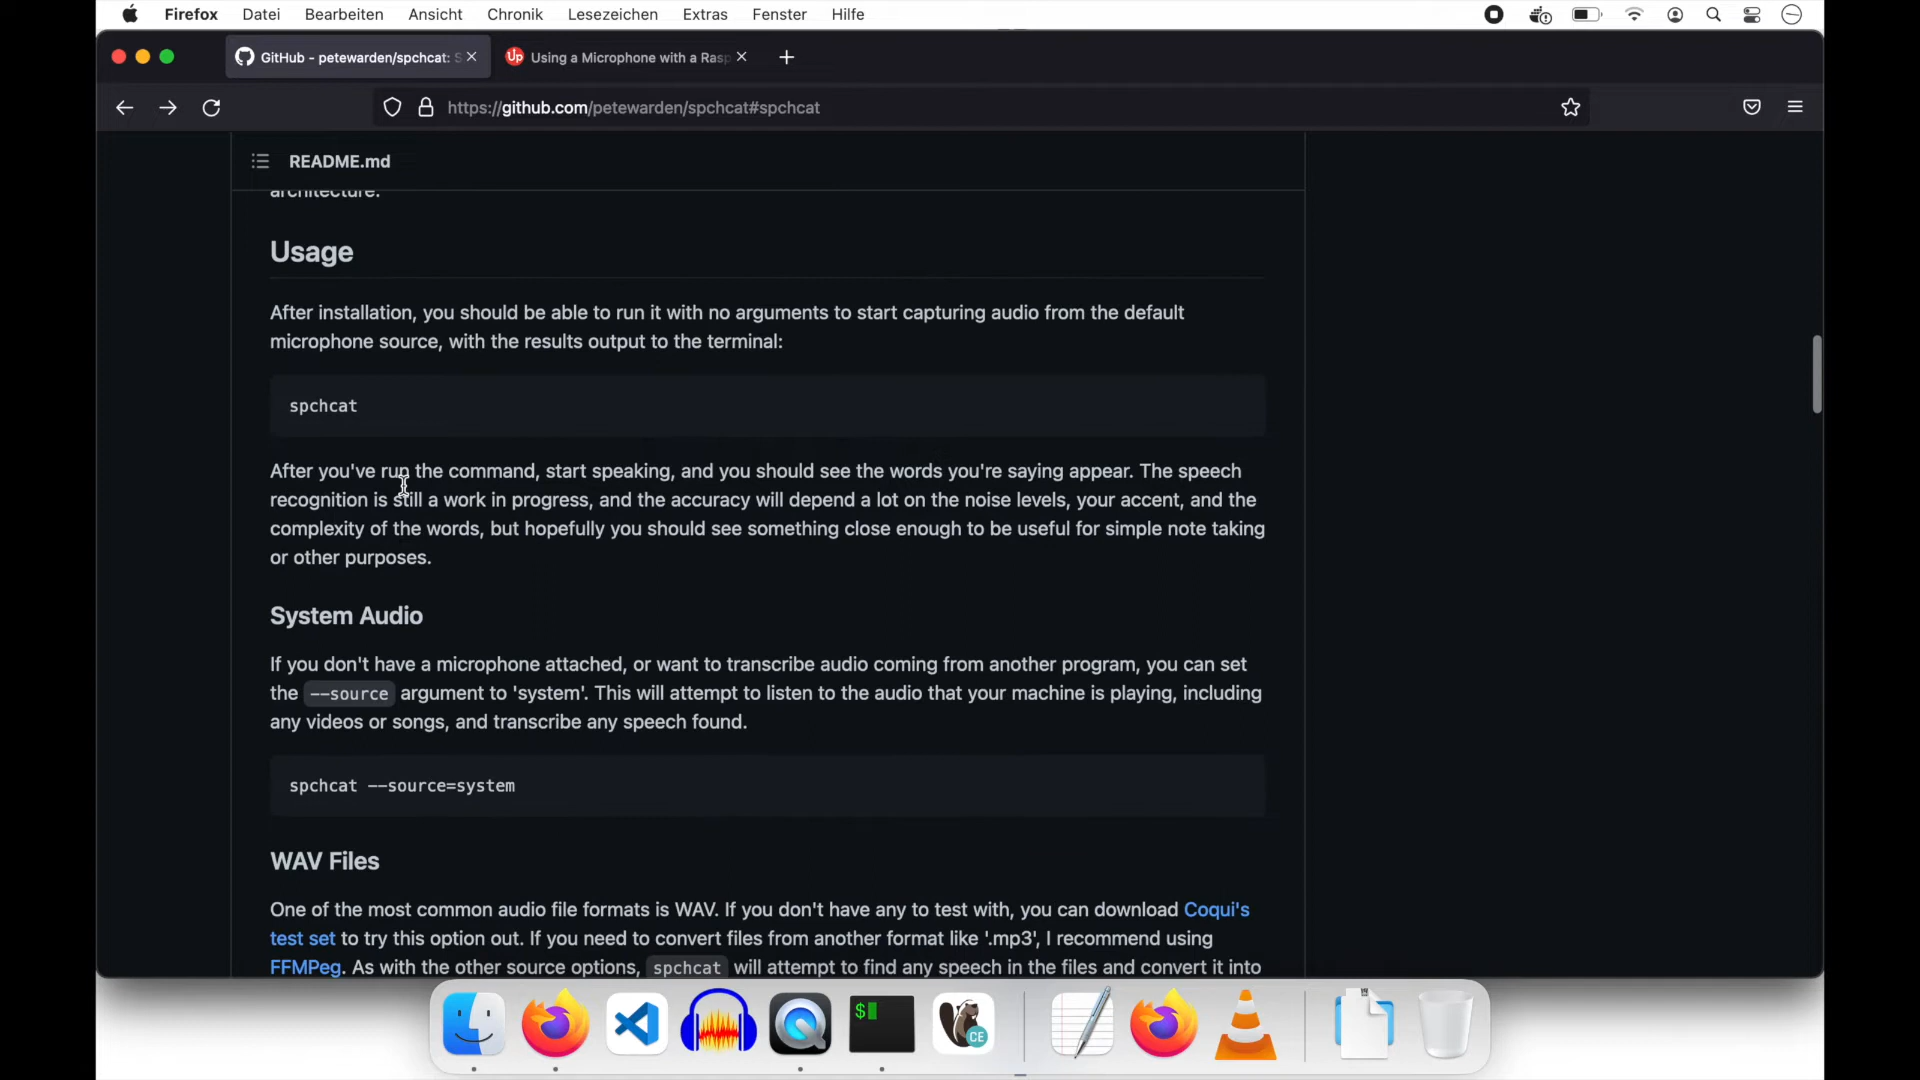 Firefox Datei Bearbeiten Ansicht Chronik Lesezeichen Extras Fenster Hilfe
GitHub - petewarden/spchcat: S
Up Using a Microphone with a Rasp
https://github.com/petewarden/spchcat#spchcat
README.md
architecture.
Usage
After installation, you should be able to run it with no arguments to start capturing audio from the default
microphone source, with the results output to the terminal:
spchcat
After you've run the command, start speaking, and you should see the words you're saying appear. The speech
recognition is still a work in progress, and the accuracy will depend a lot on the noise levels, your accent, and the
complexity of the words, but hopefully you should see something close enough to be useful for simple note taking
or other purposes.
System Audio
If you don't have a microphone attached, or want to transcribe audio coming from another program, you can set
the --source argument to 'system'. This will attempt to listen to the audio that your machine is playing, including
any videos or songs, and transcribe any speech found.
spchcat --source=system
WAV Files
One of the most common audio file formats is WAV. If you don't have any to test with, you can download Coqui's
test set to try this option out. If you need to convert files from another format like '.mp3', I recommend using
FFMPeg. As with the other source options, spchcat will attempt to find any speech in the files and convert it into
$
CE